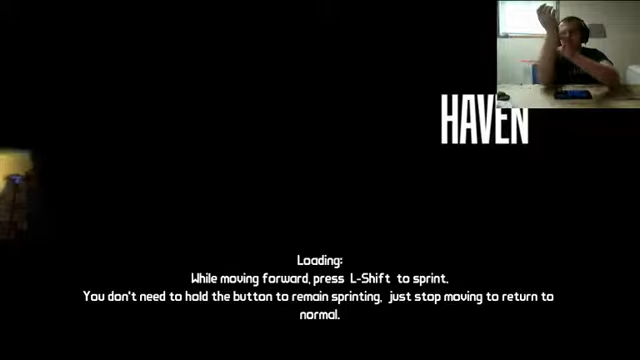 HAVEN
Loading:
While moving forward, press L-Shift to sprint.
You don't need to hold the button to remain sprinting, just stop moving to return to
normal.